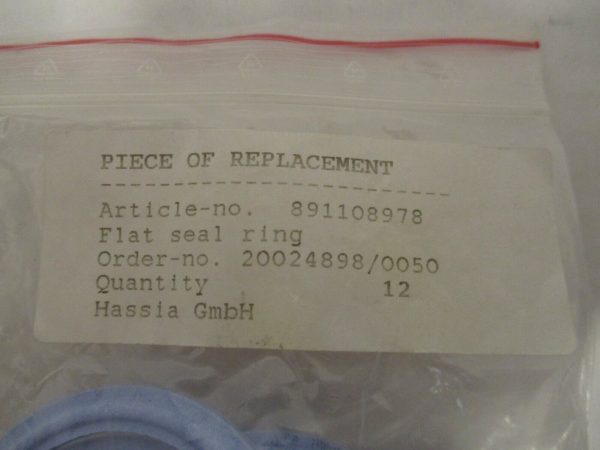 PIECE OF REPLACEMENT
-------------------------
Article-no. 891108978
Flat seal ring
Order-no. 20024898/0050
Quantity 12
Hassia GmbH